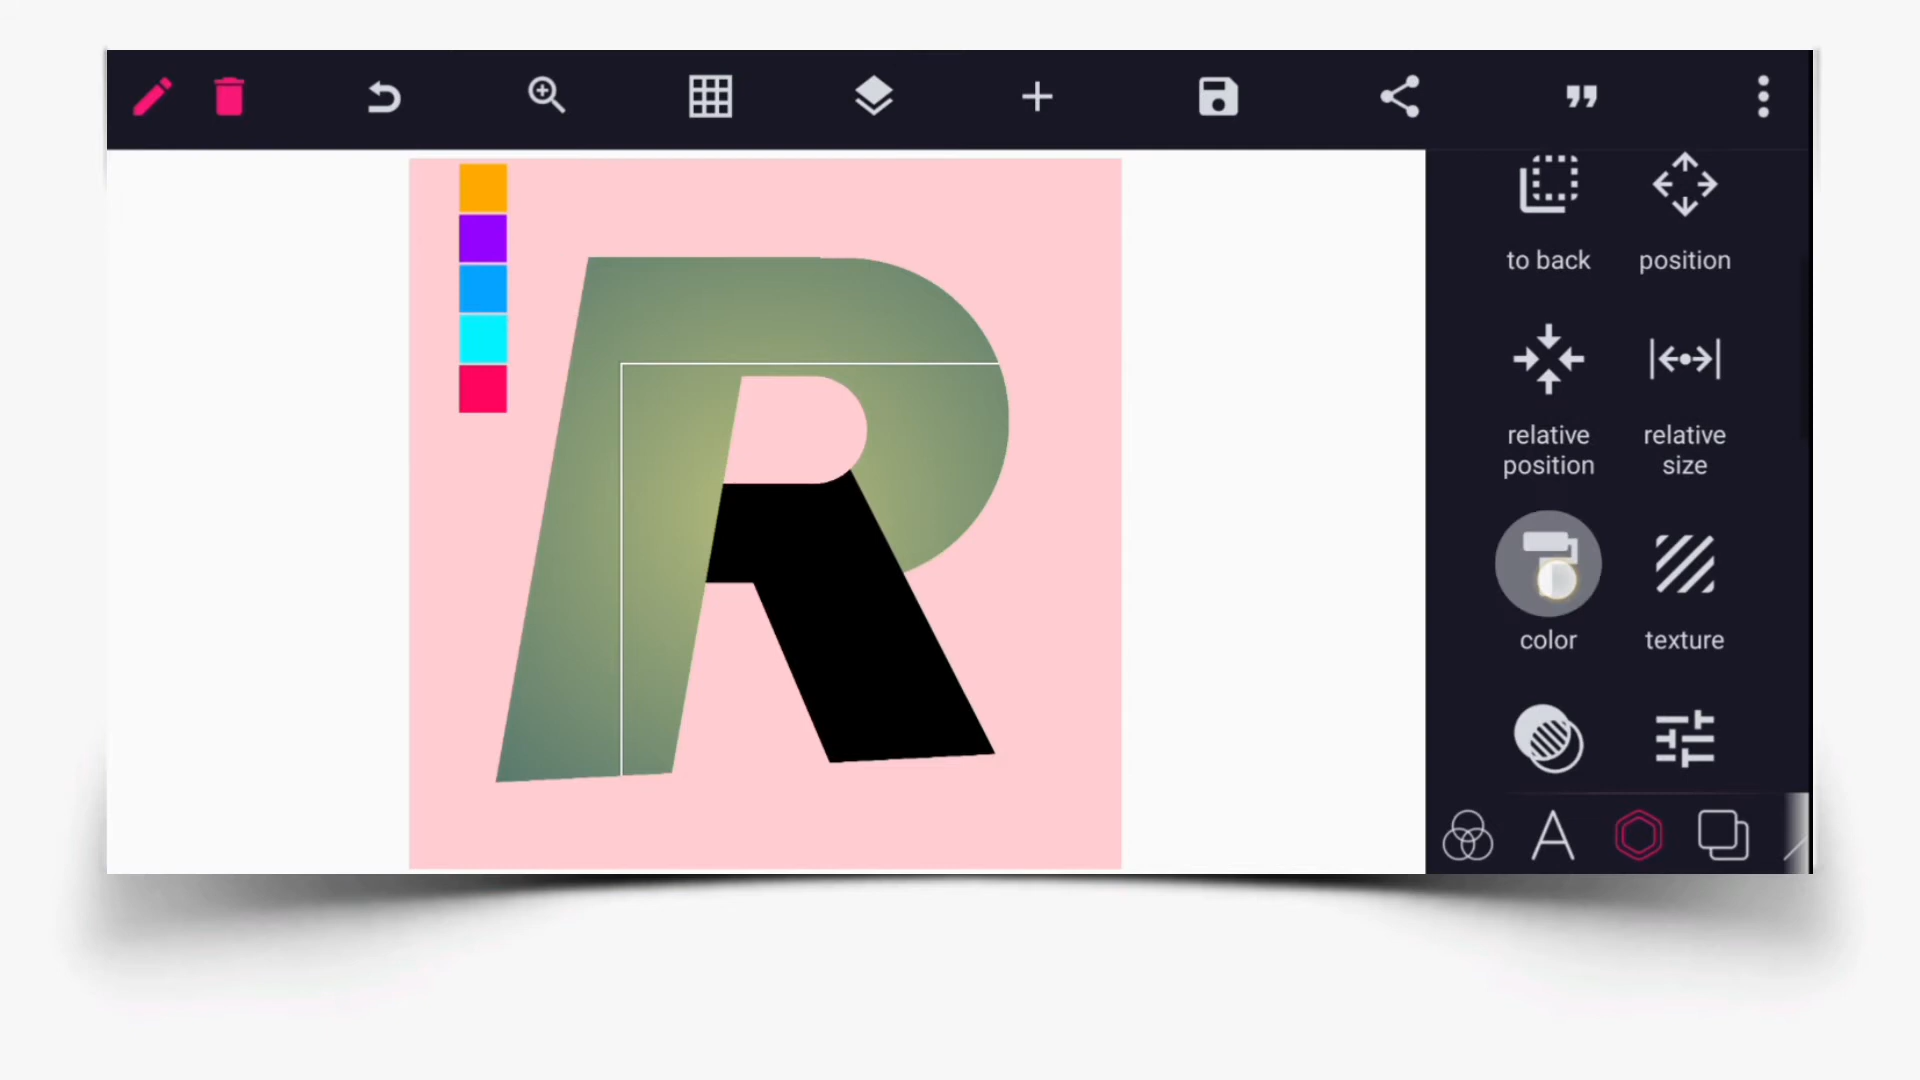 to back
position
relative
position
relative
size
color
texture
R